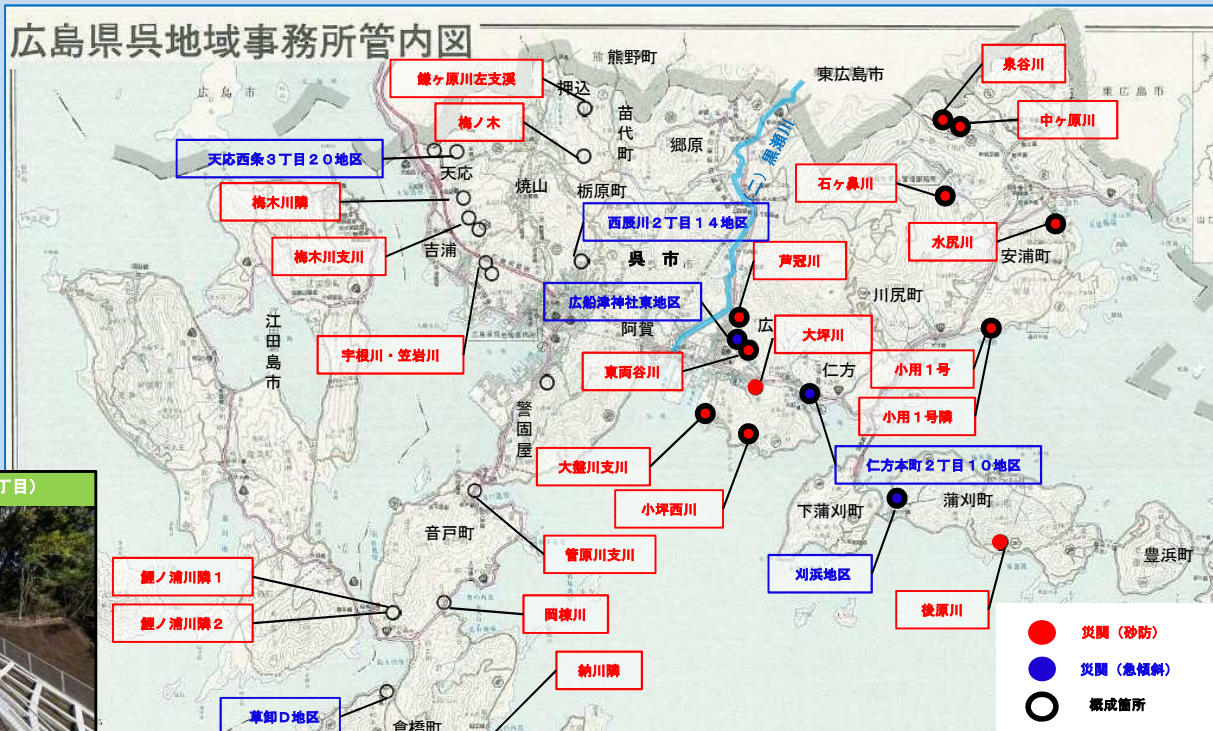 広島県呉地域事務所管内図
熊野町
東広島市
泉谷川
鎌ヶ原川左支渓
押込
広島市
東広島市
苗代町
中ヶ原川
梅ノ木
郷原
二）黒瀬川
天応西条３丁目２０地区
天応
焼山
栃原町
石ヶ鼻川
梅木川隣
西辰川２丁目１４地区
水尻川
梅木川支川
吉浦
呉市
芦冠川
安浦町
広船津神社東地区
川尻町
江田島市
阿賀
広
大坪川
宇根川・笠岩川
東両谷川
仁方
小用１号
警固屋
小用１号隣
大盤川支川
仁方本町２丁目１０地区
丁目）
小坪西川
下蒲刈町
蒲刈町
音戸町
管原川支川
豊浜町
鯉ノ浦川隣１
刈浜地区
後原川
鯉ノ浦川隣２
岡棟川
災関（砂防）
納川隣
災関（急傾斜）
草卸Ｄ地区
倉橋町
概成箇所